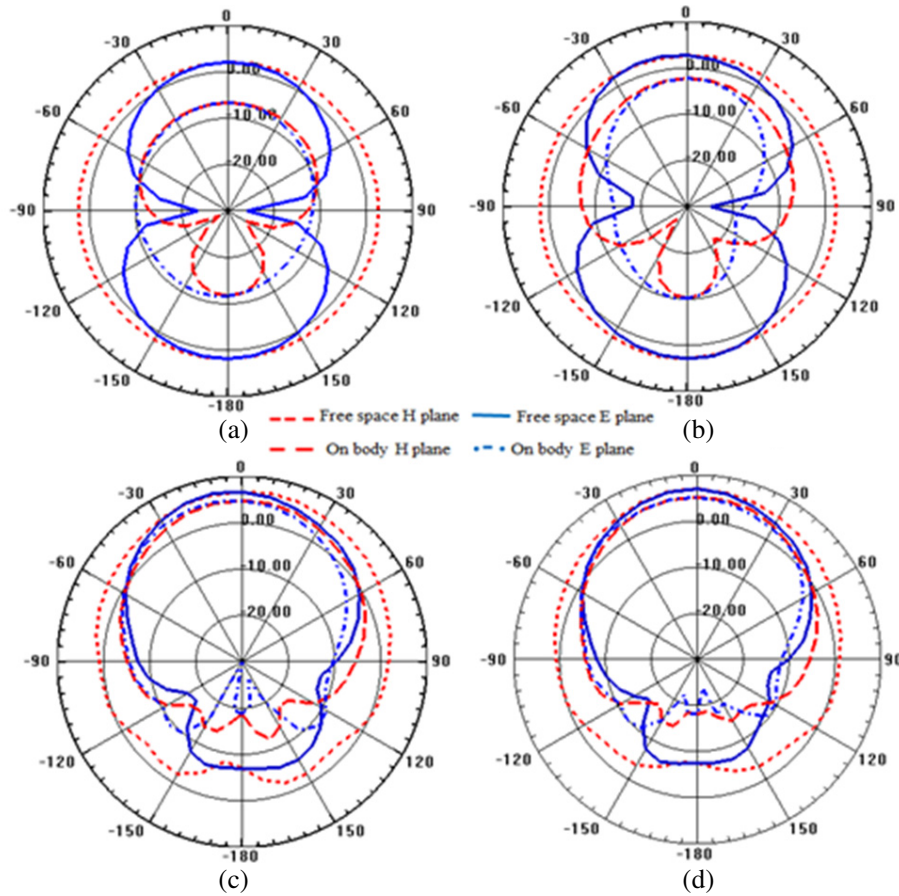 0 0
-30 30 -30 30
0.00 0.00
-60 -10.00 60 -60 -10.00 60
-20.00 -20.00
-90 90 -90 90
-120 120 -120 120
-150 150 -150 150
-180 -180
(a) (b)
Free space H plane Free space E plane
On body H plane On body E plane
0 0
-30 30 -30 30
0.00 0.00
-60 -10.00 60 -60 -10.00 60
-20.00 -20.00
-90 90 -90 90
-120 120 -120 120
-150 150 -150 150
-180 -180
(c) (d)